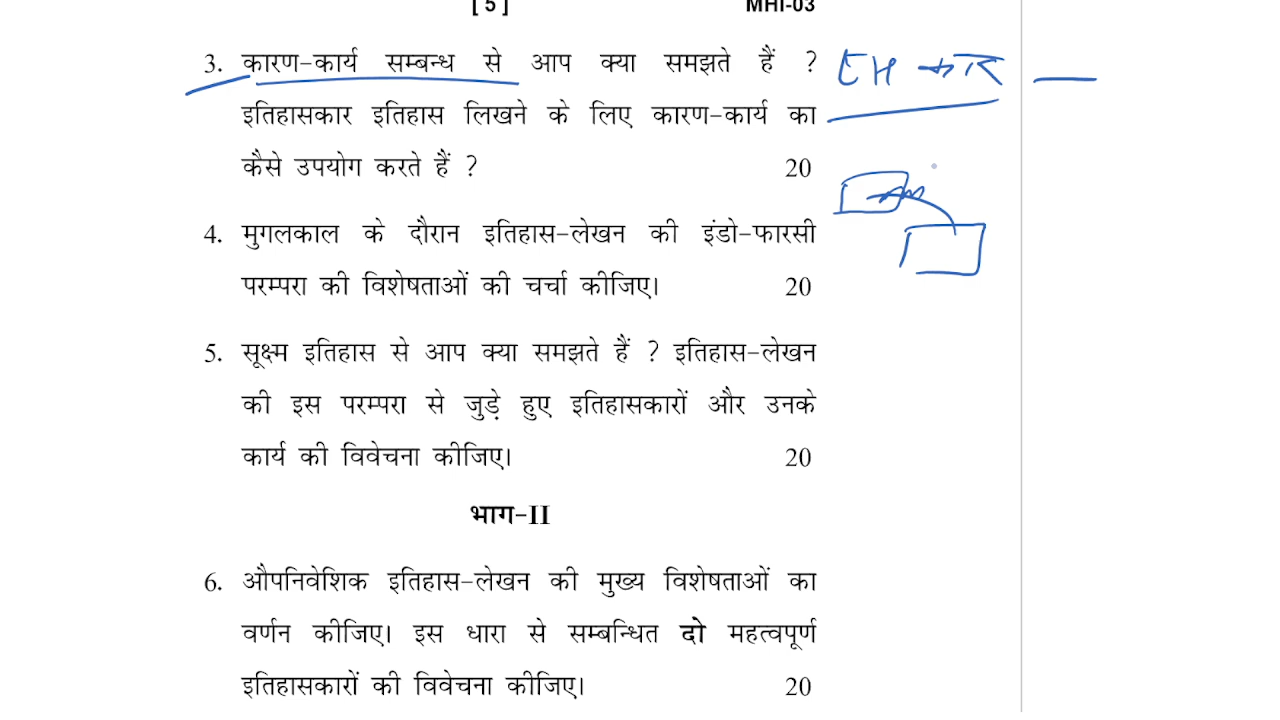 [ 5 ] MHI-03
3. कारण-कार्य सम्बन्ध से आप क्या समझते हैं ?
इतिहासकार इतिहास लिखने के लिए कारण-कार्य का
कैसे उपयोग करते हैं ? 20
4. मुगलकाल के दौरान इतिहास-लेखन की इंडो-फारसी
परम्परा की विशेषताओं की चर्चा कीजिए। 20
5. सूक्ष्म इतिहास से आप क्या समझते हैं ? इतिहास-लेखन
की इस परम्परा से जुड़े हुए इतिहासकारों और उनके
कार्य की विवेचना कीजिए। 20
भाग-II
6. औपनिवेशिक इतिहास-लेखन की मुख्य विशेषताओं का
वर्णन कीजिए। इस धारा से सम्बन्धित दो महत्वपूर्ण
इतिहासकारों की विवेचना कीजिए। 20